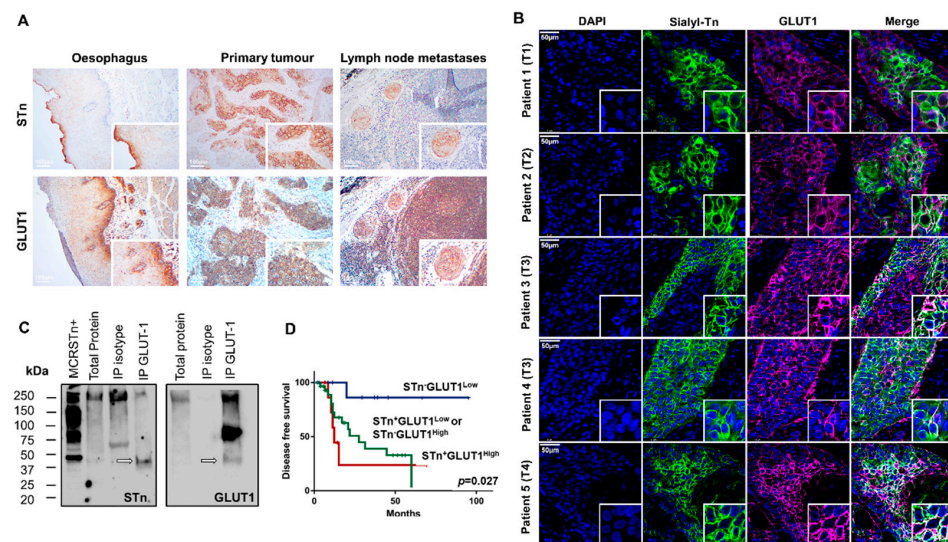 A
Oesophagus Primary tumour Lymph node metastases
STn
GLUT1
B
DAPI Sialyl-Tn GLUT1 Merge
50µm
Patient 1 (T1)
50µm
Patient 2 (T2)
50µm
Patient 3 (T3)
50µm
Patient 4 (T3)
50µm
Patient 5 (T4)
C
kDa
MCRSTn+
Total Protein
IP isotype
IP GLUT-1
Total protein
IP isotype
IP GLUT-1
250
150
100
75
50
37
25
20
STn
GLUT1
D
Disease free survival
100
50
0
0 20 40 60 80 100
Months
STn-GLUT1Low
STn+GLUT1Low or
STn-GLUT1High
STn+GLUT1High
p=0.027